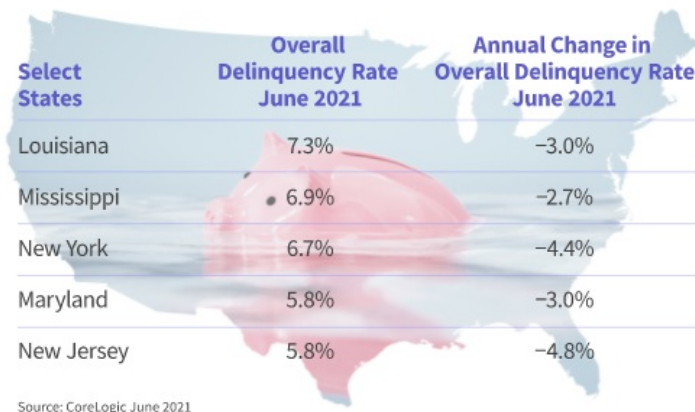 Select States
Overall Delinquency Rate June 2021
Annual Change in Overall Delinquency Rate June 2021
Louisiana 7.3% −3.0%
Mississippi 6.9% −2.7%
New York 6.7% −4.4%
Maryland 5.8% −3.0%
New Jersey 5.8% −4.8%
Source: CoreLogic June 2021